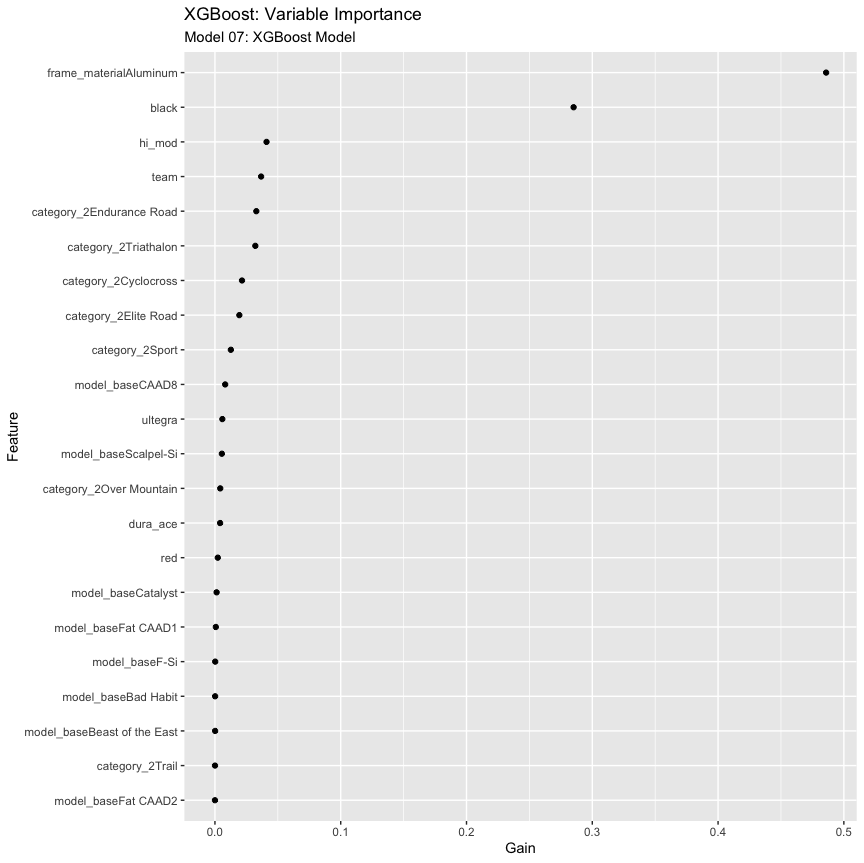 XGBoost: Variable Importance
Model 07: XGBoost Model
Feature
frame_materialAluminum
black
hi_mod
team
category_2Endurance Road
category_2Triathalon
category_2Cyclocross
category_2Elite Road
category_2Sport
model_baseCAAD8
ultegra
model_baseScalpel-Si
category_2Over Mountain
dura_ace
red
model_baseCatalyst
model_baseFat CAAD1
model_baseF-Si
model_baseBad Habit
model_baseBeast of the East
category_2Trail
model_baseFat CAAD2
0.0 0.1 0.2 0.3 0.4 0.5
Gain